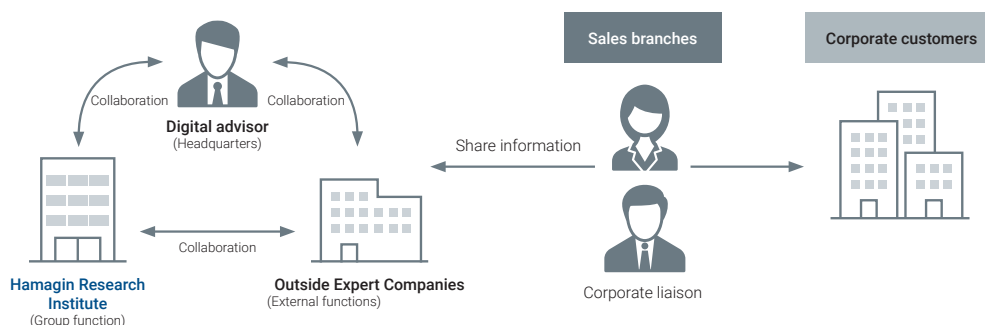 Sales branches
Corporate customers
Collaboration
Collaboration
Digital advisor
(Headquarters)
Share information
Collaboration
Hamagin Research
Institute
(Group function)
Outside Expert Companies
(External functions)
Corporate liaison